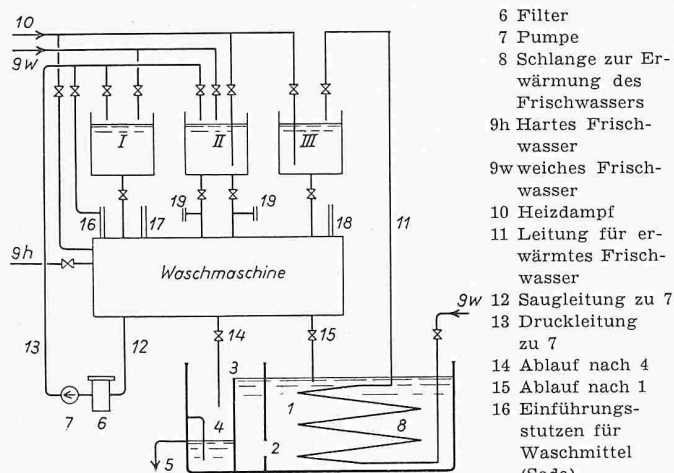 10
9w
I
II
III
16
17
19
19
18
11
9h
Waschmaschine
9w
13
12
14
15
3
1
4
8
7
6
5
2
6 Filter
7 Pumpe
8 Schlange zur Er-
wärmung des
Frischwassers
9h Hartes Frisch-
wasser
9w weiches Frisch-
wasser
10 Heizdampf
11 Leitung für er-
wärmtes Frisch-
wasser
12 Saugleitung zu 7
13 Druckleitung
zu 7
14 Ablauf nach 4
15 Ablauf nach 1
16 Einführungs-
stutzen für
Waschmittel
(Soda)